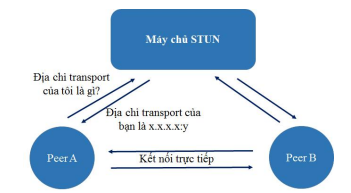 Máy chủ STUN
Địa chỉ transport
của tôi là gì?
Địa chỉ transport của
bạn là x.x.x.x:y
Peer A
Kết nối trực tiếp
Peer B